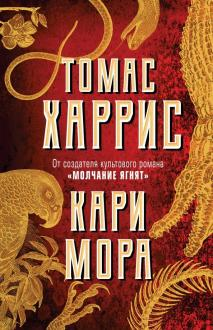 ТОМАС
ХАРРИС
От создателя культового романа
«МОЛЧАНИЕ ЯГНЯТ»
КАРИ
МОРА